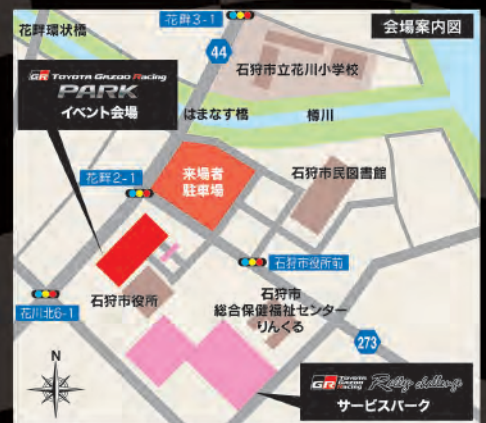 花畔3-1
会場案内図
花畔環状橋
44
石狩市立花川小学校
GR TOYOTA GAZOO Racing
PARK
イベント会場
はまなす橋
樽川
花畔2-1
来場者
駐車場
石狩市民図書館
石狩市役所前
石狩市役所
花川北6-1
石狩市
総合保健福祉センター
りんくる
273
N
GR TOYOTA GAZOO Racing Rally challenge
サービスパーク